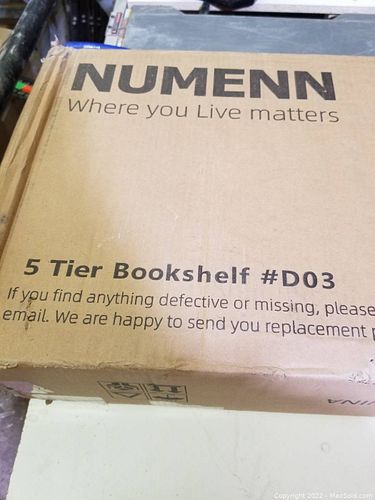 NUMENN
Where you Live matters
5 Tier Bookshelf #D03
If you find anything defective or missing, please
email. We are happy to send you replacement
Copyright 2022 - MaxSold.com